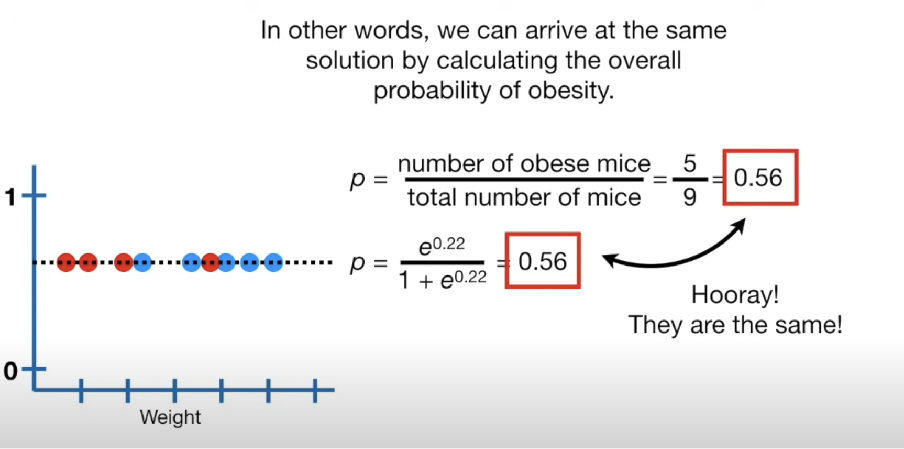 In other words, we can arrive at the same
solution by calculating the overall
probability of obesity.
p = number of obese mice / total number of mice = 5 / 9 = 0.56
1
p = e^0.22 / 1 + e^0.22 = 0.56
Hooray!
They are the same!
0
Weight